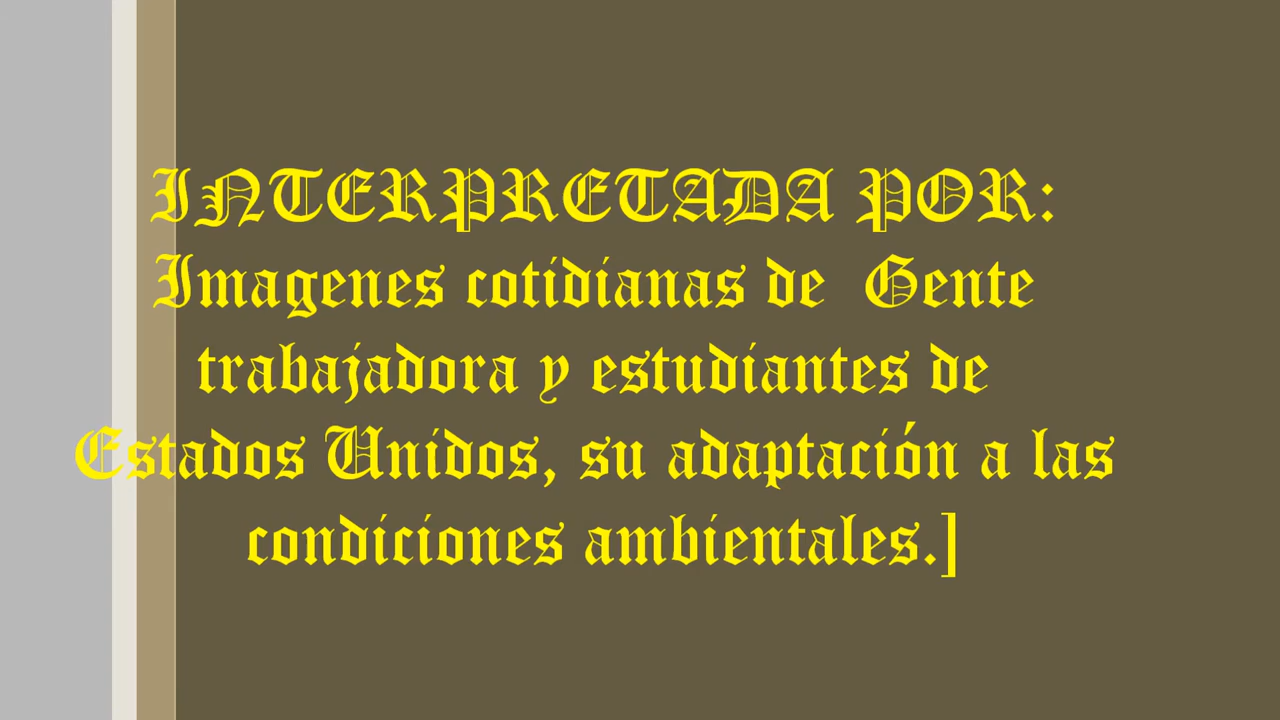 INTERPRETADA POR:
Imagenes cotidianas de Gente
trabajadora y estudiantes de
Estados Unidos, su adaptación a las
condiciones ambientales.]